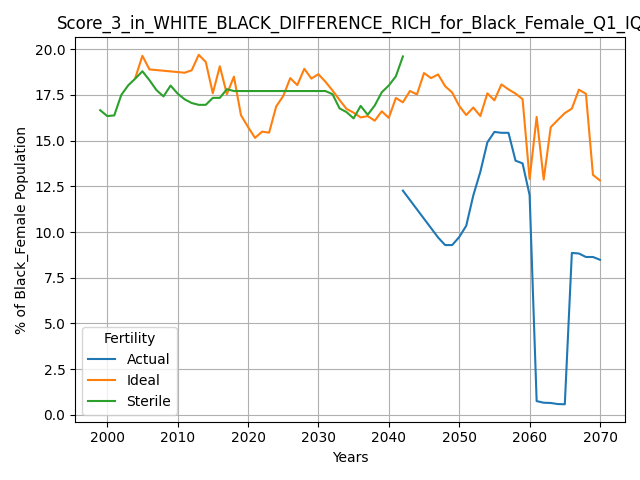 Score_3_in_WHITE_BLACK_DIFFERENCE_RICH_for_Black_Female_Q1_IQ
20.0
17.5
15.0
12.5
10.0
7.5
5.0
2.5
0.0
% of Black_Female Population
Fertility
Actual
Ideal
Sterile
2000 2010 2020 2030 2040 2050 2060 2070
Years